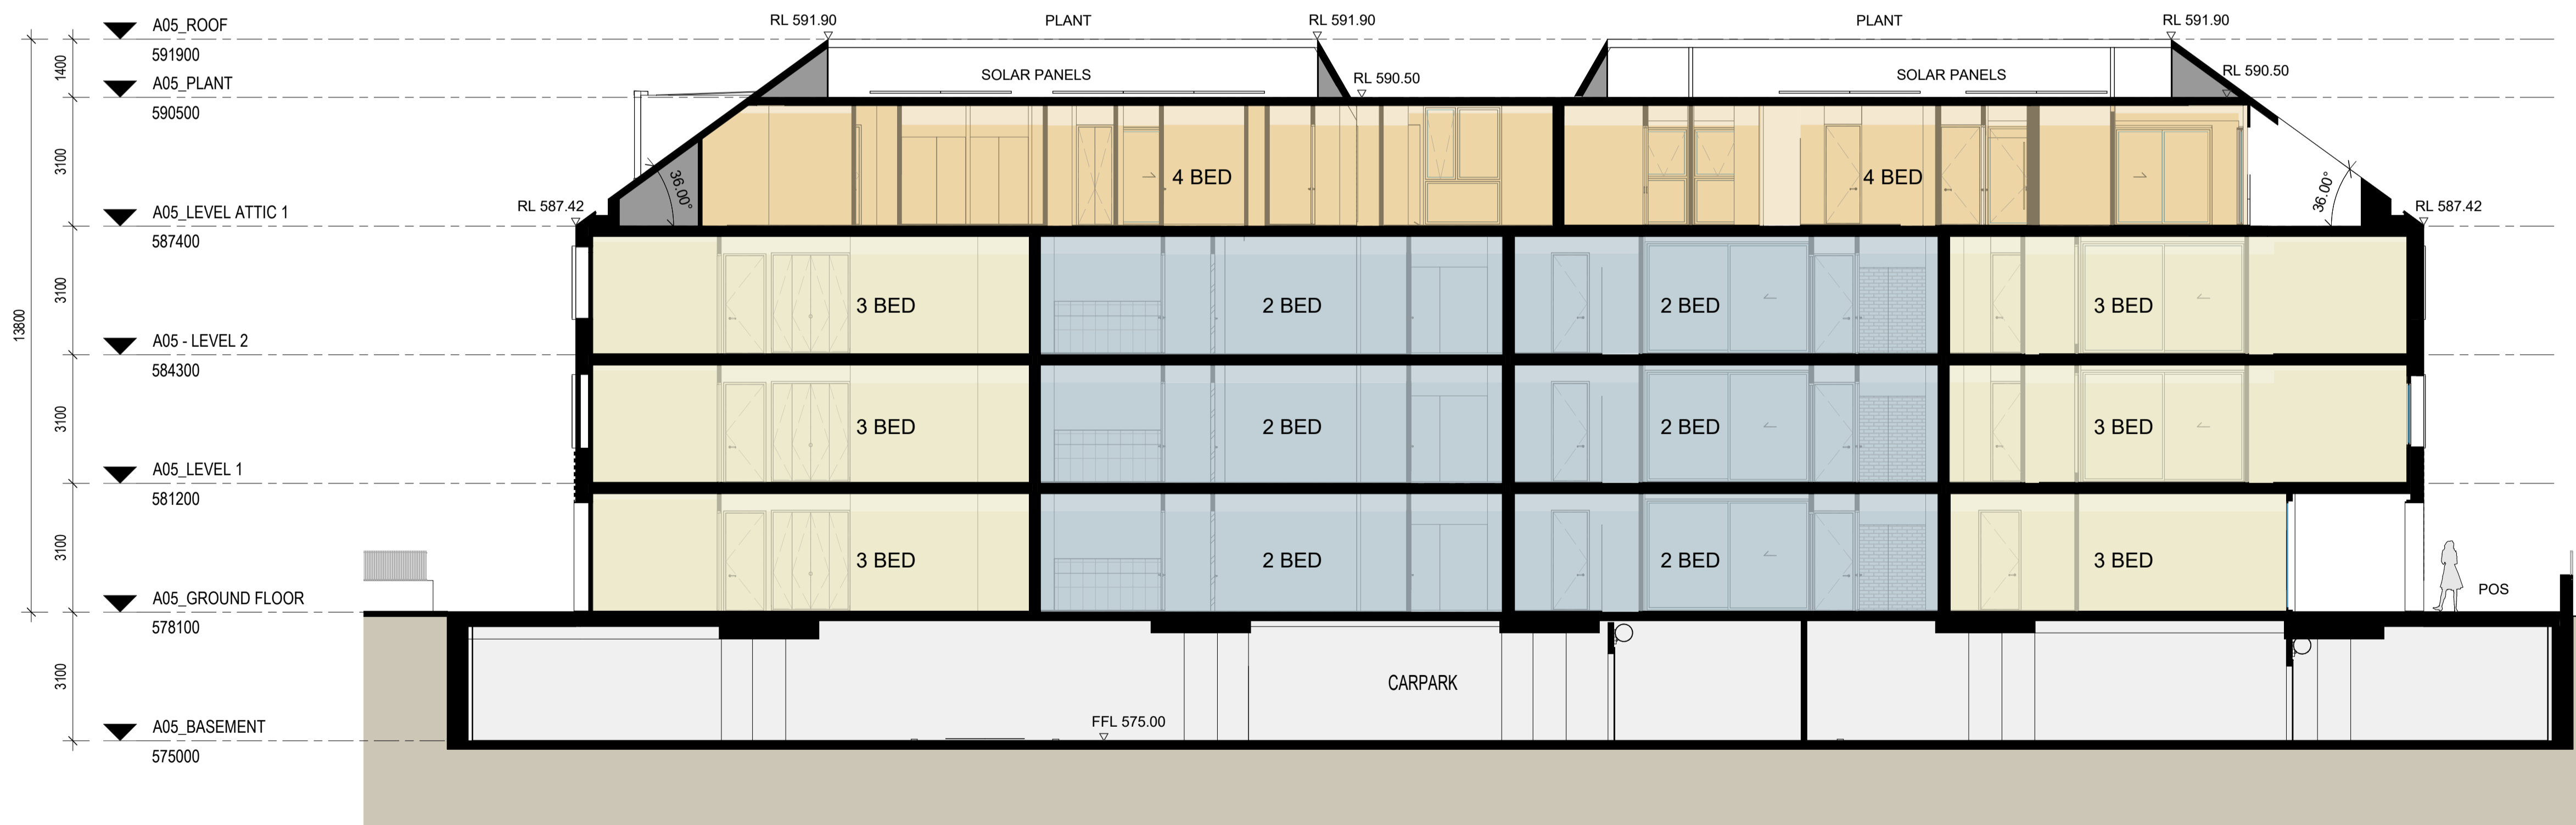 A05_ROOF
591900
RL 591.90
PLANT
RL 591.90
PLANT
RL 591.90
1400
A05_PLANT
590500
SOLAR PANELS
RL 590.50
SOLAR PANELS
RL 590.50
3100
36.00°
4 BED
4 BED
36.00°
A05_LEVEL ATTIC 1
587400
RL 587.42
RL 587.42
13800
3100
3 BED
2 BED
2 BED
3 BED
A05 - LEVEL 2
584300
3100
3 BED
2 BED
2 BED
3 BED
A05_LEVEL 1
581200
3100
3 BED
2 BED
2 BED
3 BED
A05_GROUND FLOOR
578100
POS
3100
CARPARK
FFL 575.00
A05_BASEMENT
575000